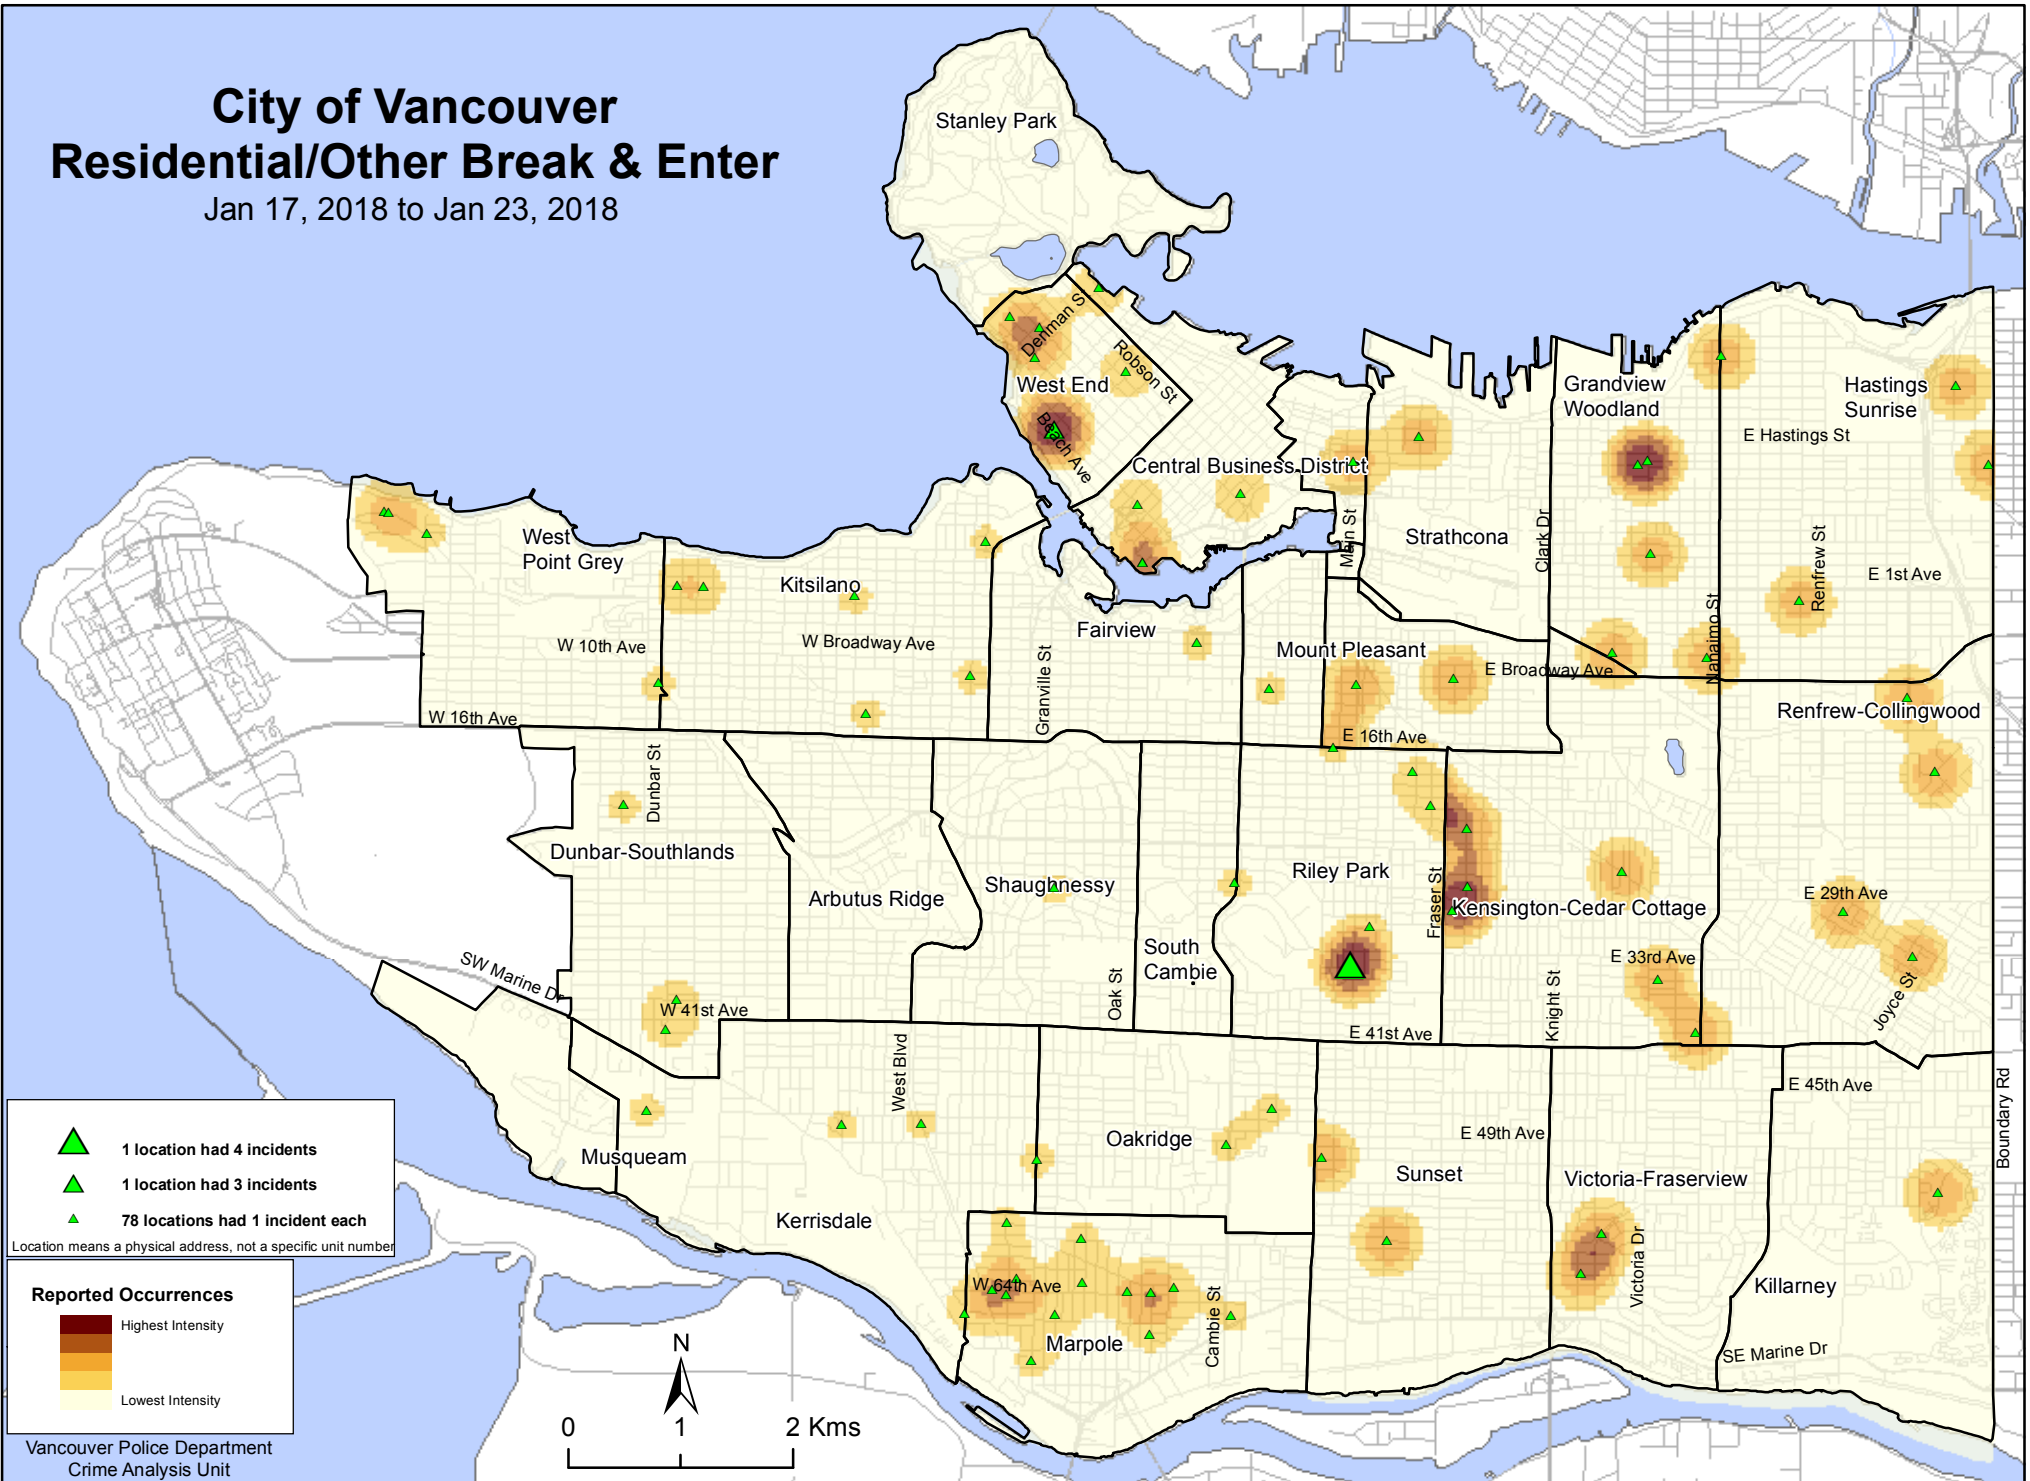 City of Vancouver
Residential/Other Break & Enter
Jan 17, 2018 to Jan 23, 2018
Stanley Park
Denman St
Robson St
West End
Beach Ave
Central Business District
Grandview
Woodland
Hastings
Sunrise
E Hastings St
West
Point Grey
Kitsilano
Strathcona
Main St
Clark Dr
Nanaimo St
Renfrew St
E 1st Ave
Fairview
W 10th Ave
W Broadway Ave
Granville St
Mount Pleasant
E Broadway Ave
Renfrew-Collingwood
W 16th Ave
E 16th Ave
Dunbar St
Dunbar-Southlands
Arbutus Ridge
Shaughnessy
Riley Park
Fraser St
Kensington-Cedar Cottage
E 29th Ave
South
Cambie
Oak St
E 33rd Ave
Knight St
Joyce St
SW Marine Dr
W 41st Ave
E 41st Ave
West Blvd
E 45th Ave
Boundary Rd
Musqueam
Oakridge
E 49th Ave
Sunset
Victoria-Fraserview
Kerrisdale
Victoria Dr
W 64th Ave
Cambie St
Marpole
Killarney
SE Marine Dr
1 location had 4 incidents
1 location had 3 incidents
78 locations had 1 incident each
Location means a physical address, not a specific unit number
Reported Occurrences
Highest Intensity
Lowest Intensity
N
0 1 2 Kms
Vancouver Police Department
Crime Analysis Unit